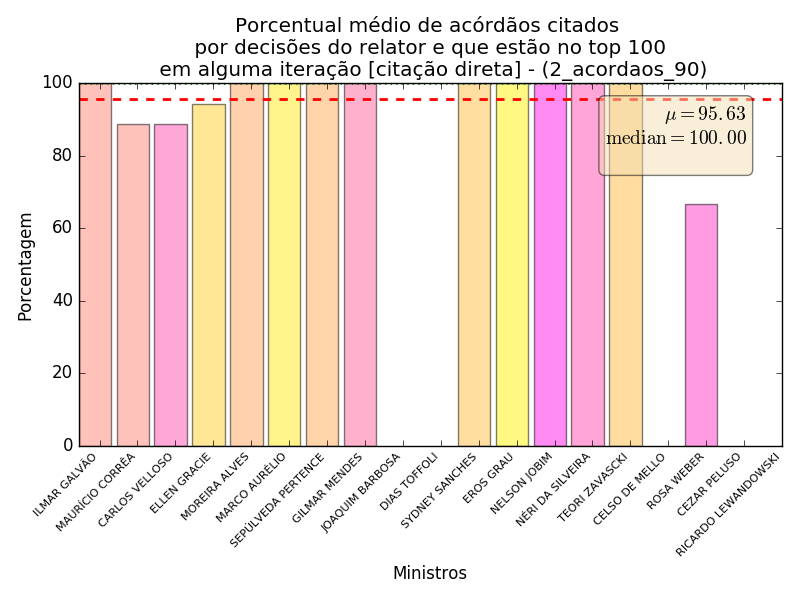 Porcentual médio de acórdãos citados
por decisões do relator e que estão no top 100
em alguma iteração [citação direta] - (2_acordaos_90)
100
80
60
40
20
0
Porcentagem
μ = 95.63
median = 100.00
ILMAR GALVÃO
MAURÍCIO CORRÊA
CARLOS VELLOSO
ELLEN GRACIE
MOREIRA ALVES
MARCO AURÉLIO
SEPÚLVEDA PERTENCE
GILMAR MENDES
JOAQUIM BARBOSA
DIAS TOFFOLI
SYDNEY SANCHES
EROS GRAU
NELSON JOBIM
NÉRI DA SILVEIRA
TEORI ZAVASCKI
CELSO DE MELLO
ROSA WEBER
CEZAR PELUSO
RICARDO LEWANDOWSKI
Ministros